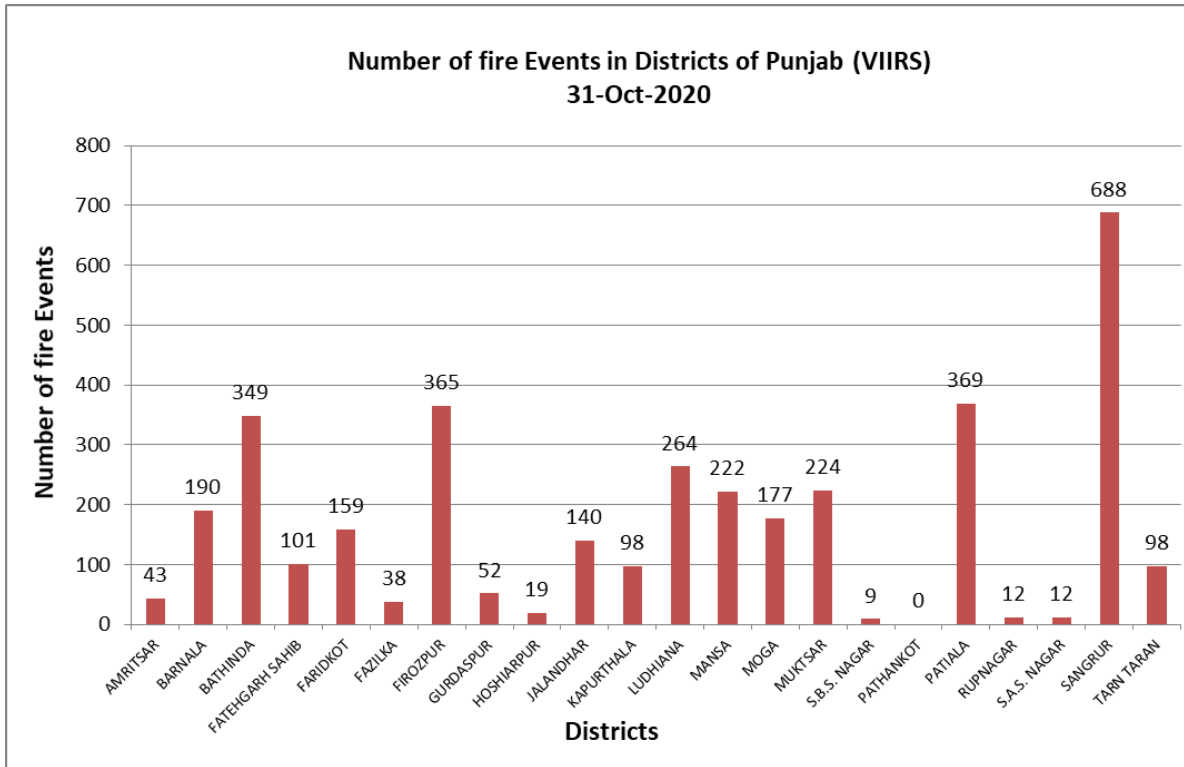 Number of fire Events in Districts of Punjab (VIIRS)
31-Oct-2020
Number of fire Events
800
700
600
500
400
300
200
100
0
43
190
349
101
159
38
365
52
19
140
98
264
222
177
224
9
0
369
12
12
688
98
AMRITSAR
BARNALA
BATHINDA
FATEHGARH SAHIB
FARIDKOT
FAZILKA
FIROZPUR
GURDASPUR
HOSHIARPUR
JALANDHAR
KAPURTHALA
LUDHIANA
MANSA
MOGA
MUKTSAR
S.B.S. NAGAR
PATHANKOT
PATIALA
RUPNAGAR
S.A.S. NAGAR
SANGRUR
TARN TARAN
Districts